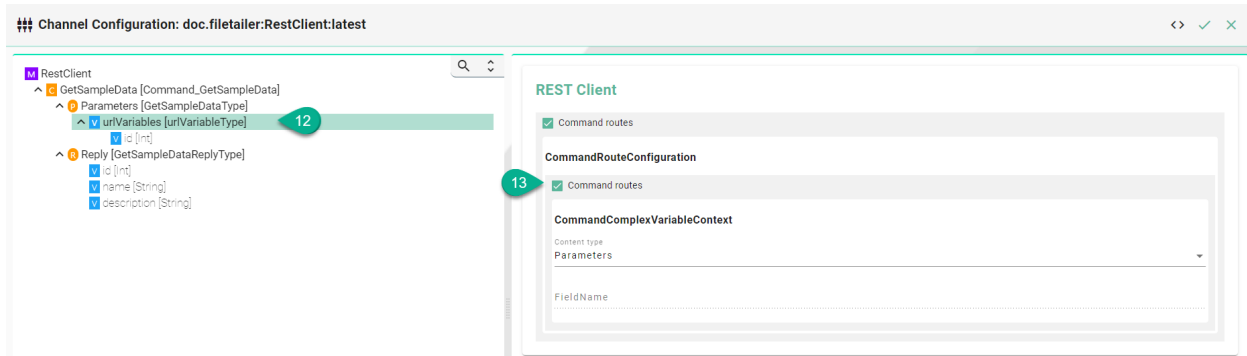 Channel Configuration: doc.filetailer:RestClient:latest
M RestClient
C GetSampleData [Command_GetSampleData]
P Parameters [GetSampleDataType]
V urlVariables [urlVariableType]
12
V id [Int]
R Reply [GetSampleDataReplyType]
V id [Int]
V name [String]
V description [String]
REST Client
Command routes
CommandRouteConfiguration
13
Command routes
CommandComplexVariableContext
Content type
Parameters
FieldName